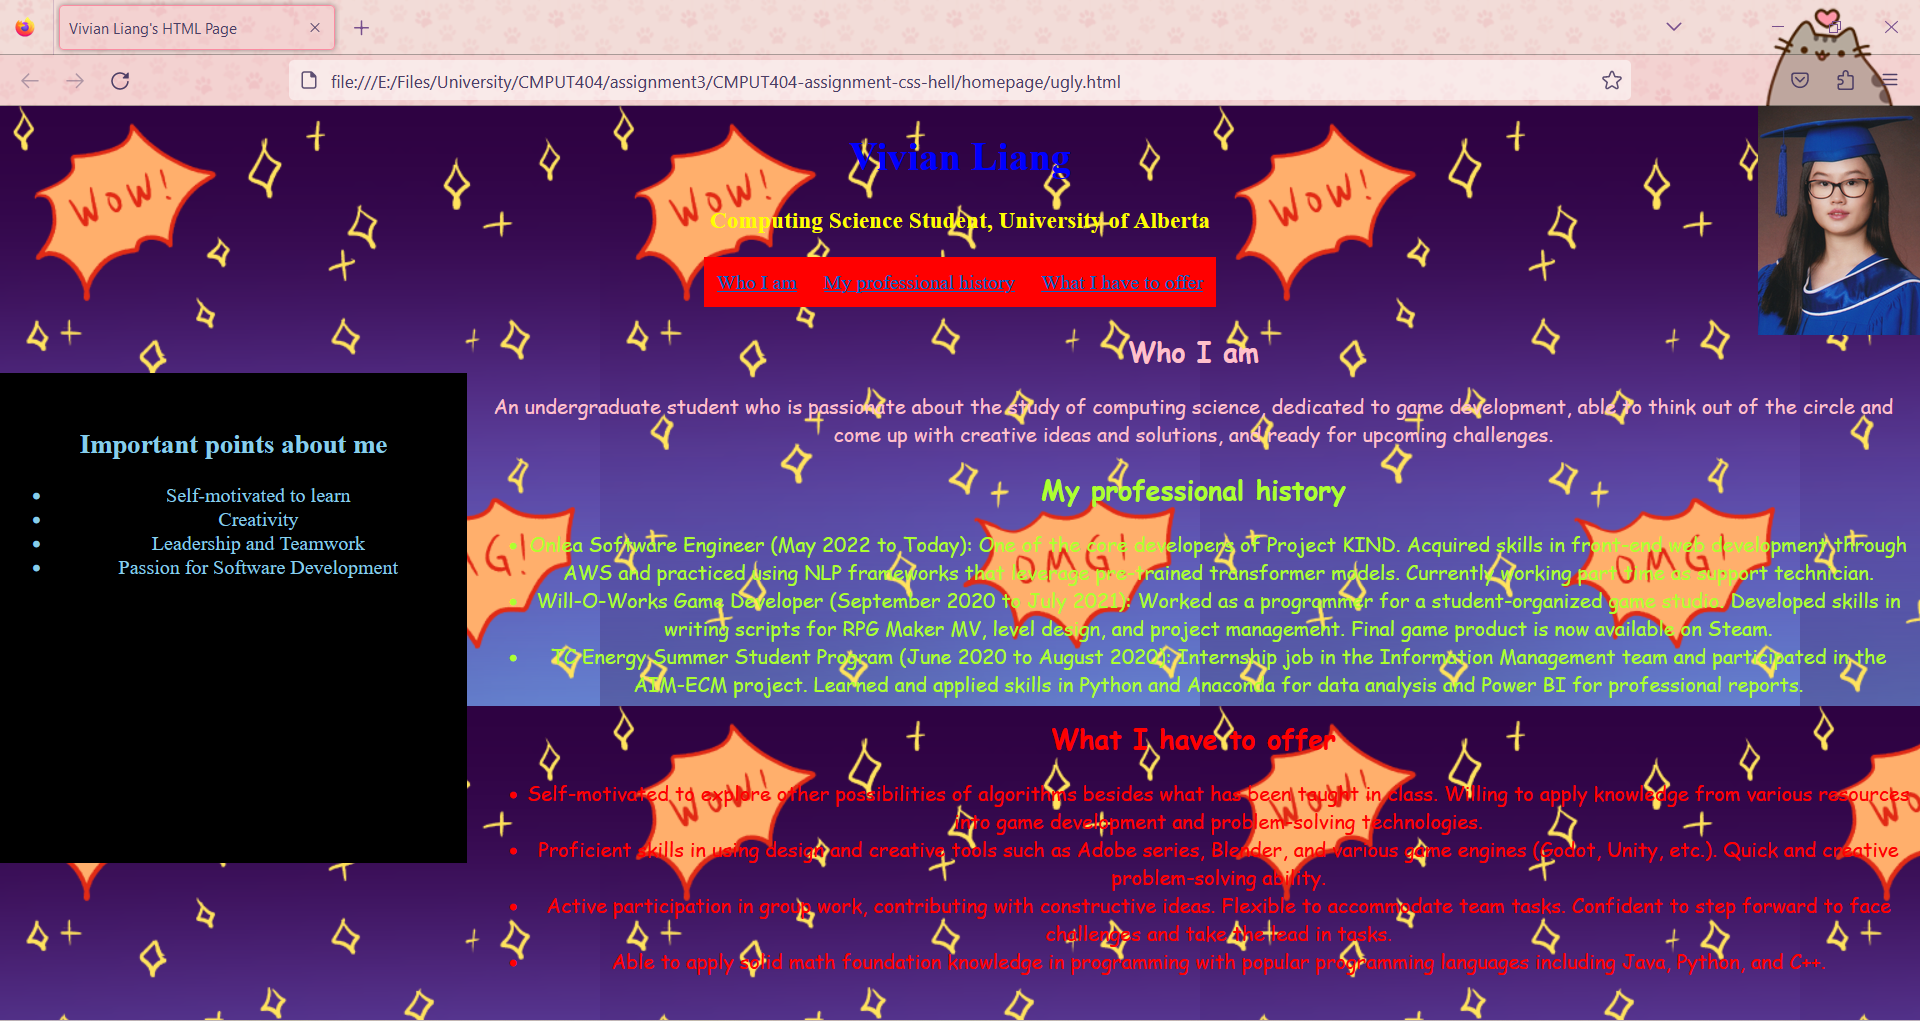 Vivian Liang's HTML Page
file:///E:/Files/University/CMPUT404/assignment3/CMPUT404-assignment-css-hell/homepage/ugly.html
WOW!
WOW!
WOW!
Vivian Liang
Computing Science Student, University of Alberta
Who I am My professional history What I have to offer
Important points about me
• Self-motivated to learn
• Creativity
• Leadership and Teamwork
• Passion for Software Development
Who I am
An undergraduate student who is passionate about the study of computing science, dedicated to game development, able to think out of the circle and
come up with creative ideas and solutions, and ready for upcoming challenges.
My professional history
OMG!
OMG!
• Onlea Software Engineer (May 2022 to Today): One of the core developers of Project KIND. Acquired skills in front-end web development through
AWS and practiced using NLP frameworks that leverage pre-trained transformer models. Currently working part time as support technician.
• Will-O-Works Game Developer (September 2020 to July 2021): Worked as a programmer for a student-organized game studio. Developed skills in
writing scripts for RPG Maker MV, level design, and project management. Final game product is now available on Steam.
• TC Energy Summer Student Program (June 2020 to August 2020): Internship job in the Information Management team and participated in the
AIM-ECM project. Learned and applied skills in Python and Anaconda for data analysis and Power BI for professional reports.
What I have to offer
WOW!
WOW!
• Self-motivated to explore other possibilities of algorithms besides what has been taught in class. Willing to apply knowledge from various resources
into game development and problem-solving technologies.
• Proficient skills in using design and creative tools such as Adobe series, Blender, and various game engines (Godot, Unity, etc.). Quick and creative
problem-solving ability.
• Active participation in group work, contributing with constructive ideas. Flexible to accommodate team tasks. Confident to step forward to face
challenges and take the lead in tasks.
• Able to apply solid math foundation knowledge in programming with popular programming languages including Java, Python, and C++.